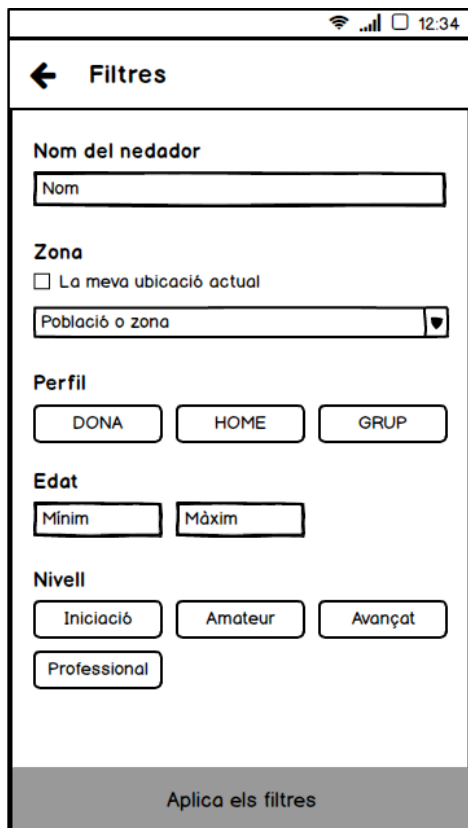 12:34
Filtres
Nom del nedador
Nom
Zona
La meva ubicació actual
Població o zona
Perfil
DONA HOME GRUP
Edat
Mínim Màxim
Nivell
Iniciació Amateur Avançat
Professional
Aplica els filtres